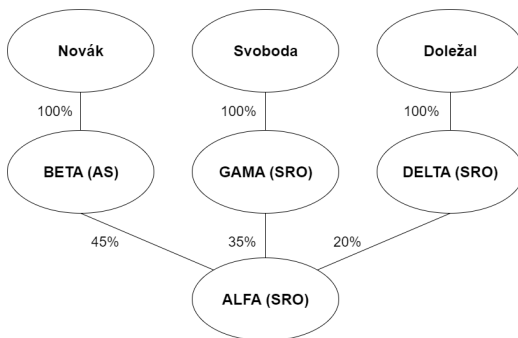 Novák
Svoboda
Doležal
100%
100%
100%
BETA (AS)
GAMA (SRO)
DELTA (SRO)
45%
35%
20%
ALFA (SRO)